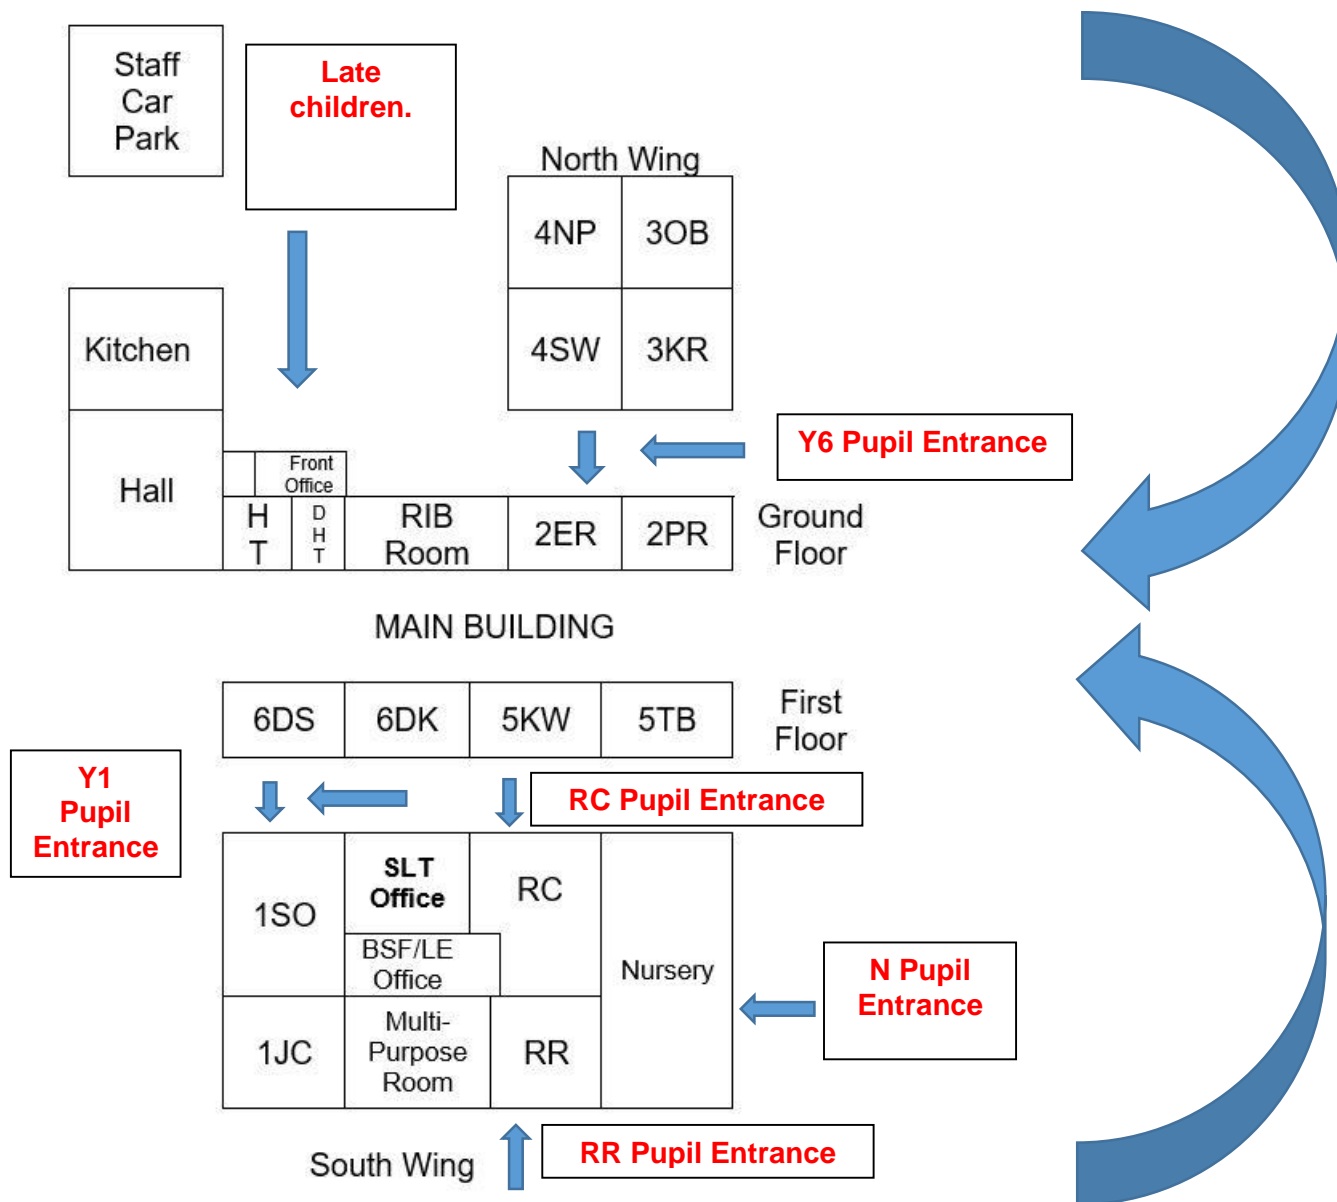 Staff
Car
Park
Late
children.
North Wing
4NP
3OB
Kitchen
4SW
3KR
Y6 Pupil Entrance
Hall
Front
Office
H
T
D
H
T
RIB
Room
2ER
2PR
Ground
Floor
MAIN BUILDING
6DS
6DK
5KW
5TB
First
Floor
Y1
Pupil
Entrance
RC Pupil Entrance
1SO
SLT
Office
RC
BSF/LE
Office
Nursery
N Pupil
Entrance
1JC
Multi-
Purpose
Room
RR
South Wing
RR Pupil Entrance